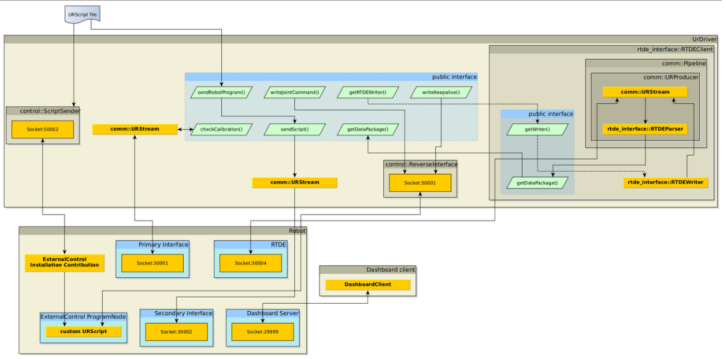 URScript file
UrDriver
rtde_interface::RTDEClient
comm::Pipeline
comm::URProducer
public interface
sendRobotProgram()
writeJointCommand()
getRTDEWriter()
writeKeepalive()
comm::URStream
control::ScriptSender
public interface
Socket:50002
comm::URStream
checkCalibration()
sendScript()
getDataPackage()
getWriter()
rtde_interface::RTDEParser
control::ReverseInterface
comm::URStream
Socket:50001
getDataPackage()
rtde_interface::RTDEWriter
Robot
Primary Interface
RTDE
ExternalControl
Installation Contribution
Socket:30001
Socket:30004
Dashboard client
DashboardClient
ExternalControl ProgramNode
Secondary Interface
Dashboard Server
custom URScript
Socket:30002
Socket:29999